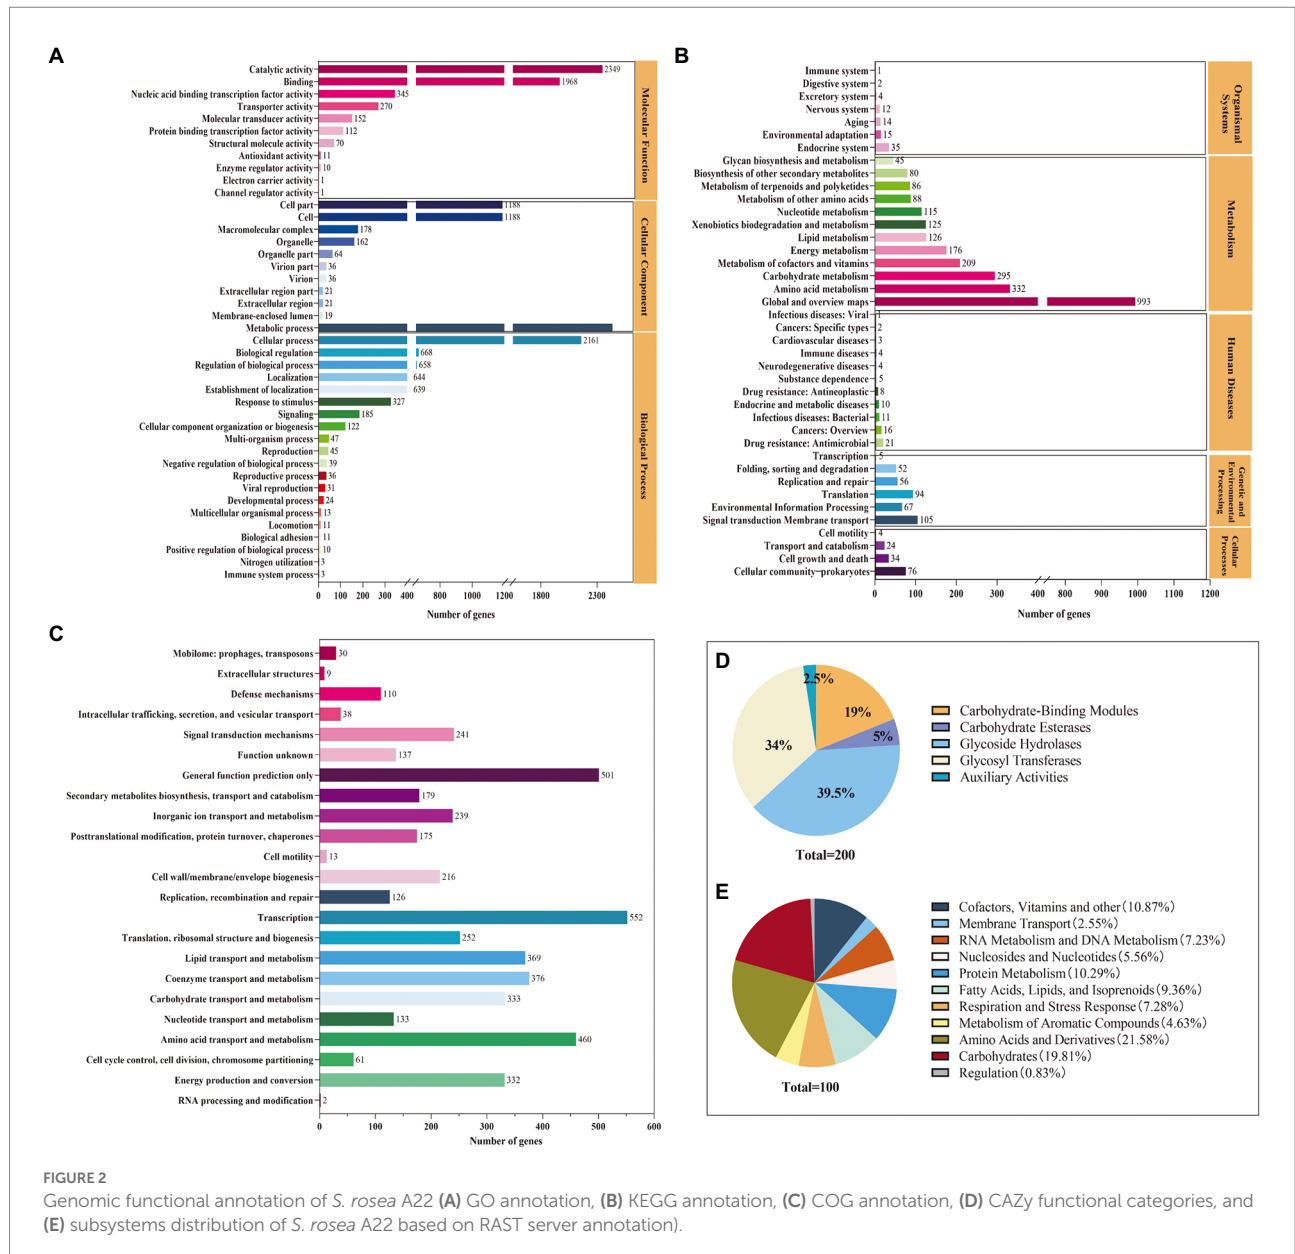 A
Catalytic activity 2349
Binding 1968
Nucleic acid binding transcription factor activity 345
Transporter activity 270
Molecular transducer activity 152
Protein binding transcription factor activity 112
Structural molecule activity 70
Antioxidant activity 11
Enzyme regulator activity 10
Electron carrier activity 1
Channel regulator activity 1
Molecular Function
Cell part 1188
Cell 1188
Macromolecular complex 178
Organelle 162
Organelle part 64
Virion part 36
Virion 36
Extracellular region part 21
Extracellular region 21
Membrane-enclosed lumen 19
Cellular Component
Metabolic process
Cellular process 2161
Biological regulation 668
Regulation of biological process 658
Localization 644
Establishment of localization 639
Response to stimulus 327
Signaling 185
Cellular component organization or biogenesis 122
Multi-organism process 47
Reproduction 45
Negative regulation of biological process 39
Reproductive process 36
Viral reproduction 31
Developmental process 24
Multicellular organismal process 13
Locomotion 11
Biological adhesion 11
Positive regulation of biological process 10
Nitrogen utilization 3
Immune system process 3
Biological Process
0 100 200 300 400 800 1200 1300 1800 2300
Number of genes
B
Immune system 1
Digestive system 2
Excretory system 4
Nervous system 12
Aging 14
Environmental adaptation 15
Endocrine system 35
Organismal
Systems
Glycan biosynthesis and metabolism 45
Biosynthesis of other secondary metabolites 80
Metabolism of terpenoids and polyketides 86
Metabolism of other amino acids 88
Nucleotide metabolism 115
Xenobiotics biodegradation and metabolism 125
Lipid metabolism 126
Energy metabolism 176
Metabolism of cofactors and vitamins 209
Carbohydrate metabolism 295
Amino acid metabolism 332
Global and overview maps 993
Metabolism
Infectious diseases: Viral 1
Cancers: Specific types 2
Cardiovascular diseases 3
Immune diseases 4
Neurodegenerative diseases 4
Substance dependence 5
Drug resistance: Antineoplastic 8
Endocrine and metabolic diseases 10
Infectious diseases: Bacterial 11
Cancers: Overview 16
Drug resistance: Antimicrobial 21
Human Diseases
Transcription 5
Folding, sorting and degradation 52
Replication and repair 56
Translation 94
Environmental Information Processing 67
Signal transduction Membrane transport 105
Genetic and
Environmental
Processing
Cell motility 4
Transport and catabolism 24
Cell growth and death 34
Cellular community-prokaryotes 76
Cellular
Processes
0 100 200 300 400 800 900 1000 1100 1200
Number of genes
C
Mobilome: prophages, transposons 30
Extracellular structures 9
Defense mechanisms 110
Intracellular trafficking, secretion, and vesicular transport 38
Signal transduction mechanisms 241
Function unknown 137
General function prediction only 501
Secondary metabolites biosynthesis, transport and catabolism 179
Inorganic ion transport and metabolism 239
Posttranslational modification, protein turnover, chaperones 175
Cell motility 13
Cell wall/membrane/envelope biogenesis 216
Replication, recombination and repair 126
Transcription 552
Translation, ribosomal structure and biogenesis 252
Lipid transport and metabolism 369
Coenzyme transport and metabolism 376
Carbohydrate transport and metabolism 333
Nucleotide transport and metabolism 133
Amino acid transport and metabolism 460
Cell cycle control, cell division, chromosome partitioning 61
Energy production and conversion 332
RNA processing and modification 2
0 100 200 300 400 500 600
Number of genes
D
2.5%
19%
5%
34%
39.5%
Total=200
Carbohydrate-Binding Modules
Carbohydrate Esterases
Glycoside Hydrolases
Glycosyl Transferases
Auxiliary Activities
E
Total=100
Cofactors, Vitamins and other(10.87%)
Membrane Transport(2.55%)
RNA Metabolism and DNA Metabolism(7.23%)
Nucleosides and Nucleotides(5.56%)
Protein Metabolism(10.29%)
Fatty Acids, Lipids, and Isoprenoids(9.36%)
Respiration and Stress Response(7.28%)
Metabolism of Aromatic Compounds(4.63%)
Amino Acids and Derivatives(21.58%)
Carbohydrates(19.81%)
Regulation(0.83%)
FIGURE 2
Genomic functional annotation of S. rosea A22 (A) GO annotation, (B) KEGG annotation, (C) COG annotation, (D) CAZy functional categories, and
(E) subsystems distribution of S. rosea A22 based on RAST server annotation).